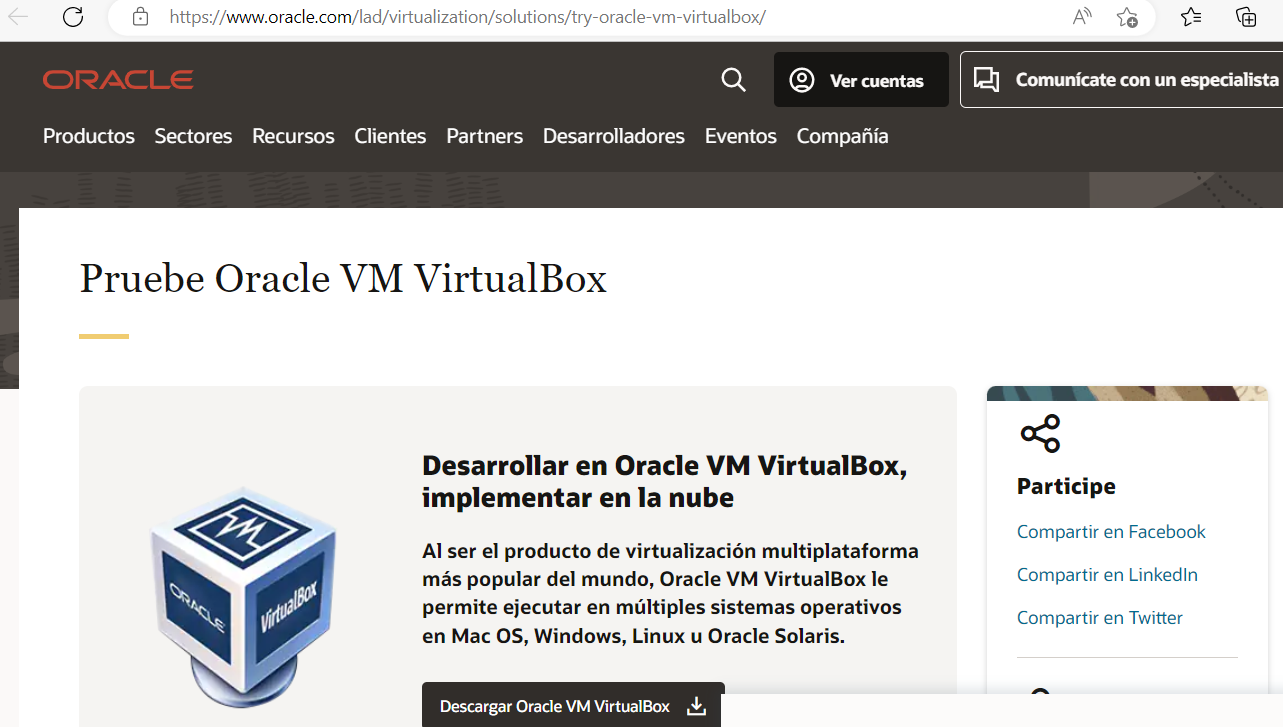 https://www.oracle.com/lad/virtualization/solutions/try-oracle-vm-virtualbox/
ORACLE
Ver cuentas
Comunícate con un especialista
Productos Sectores Recursos Clientes Partners Desarrolladores Eventos Compañía
Pruebe Oracle VM VirtualBox
ORACLE
VirtualBox
Desarrollar en Oracle VM VirtualBox,
implementar en la nube
Al ser el producto de virtualización multiplataforma
más popular del mundo, Oracle VM VirtualBox le
permite ejecutar en múltiples sistemas operativos
en Mac OS, Windows, Linux u Oracle Solaris.
Descargar Oracle VM VirtualBox
Participe
Compartir en Facebook
Compartir en LinkedIn
Compartir en Twitter